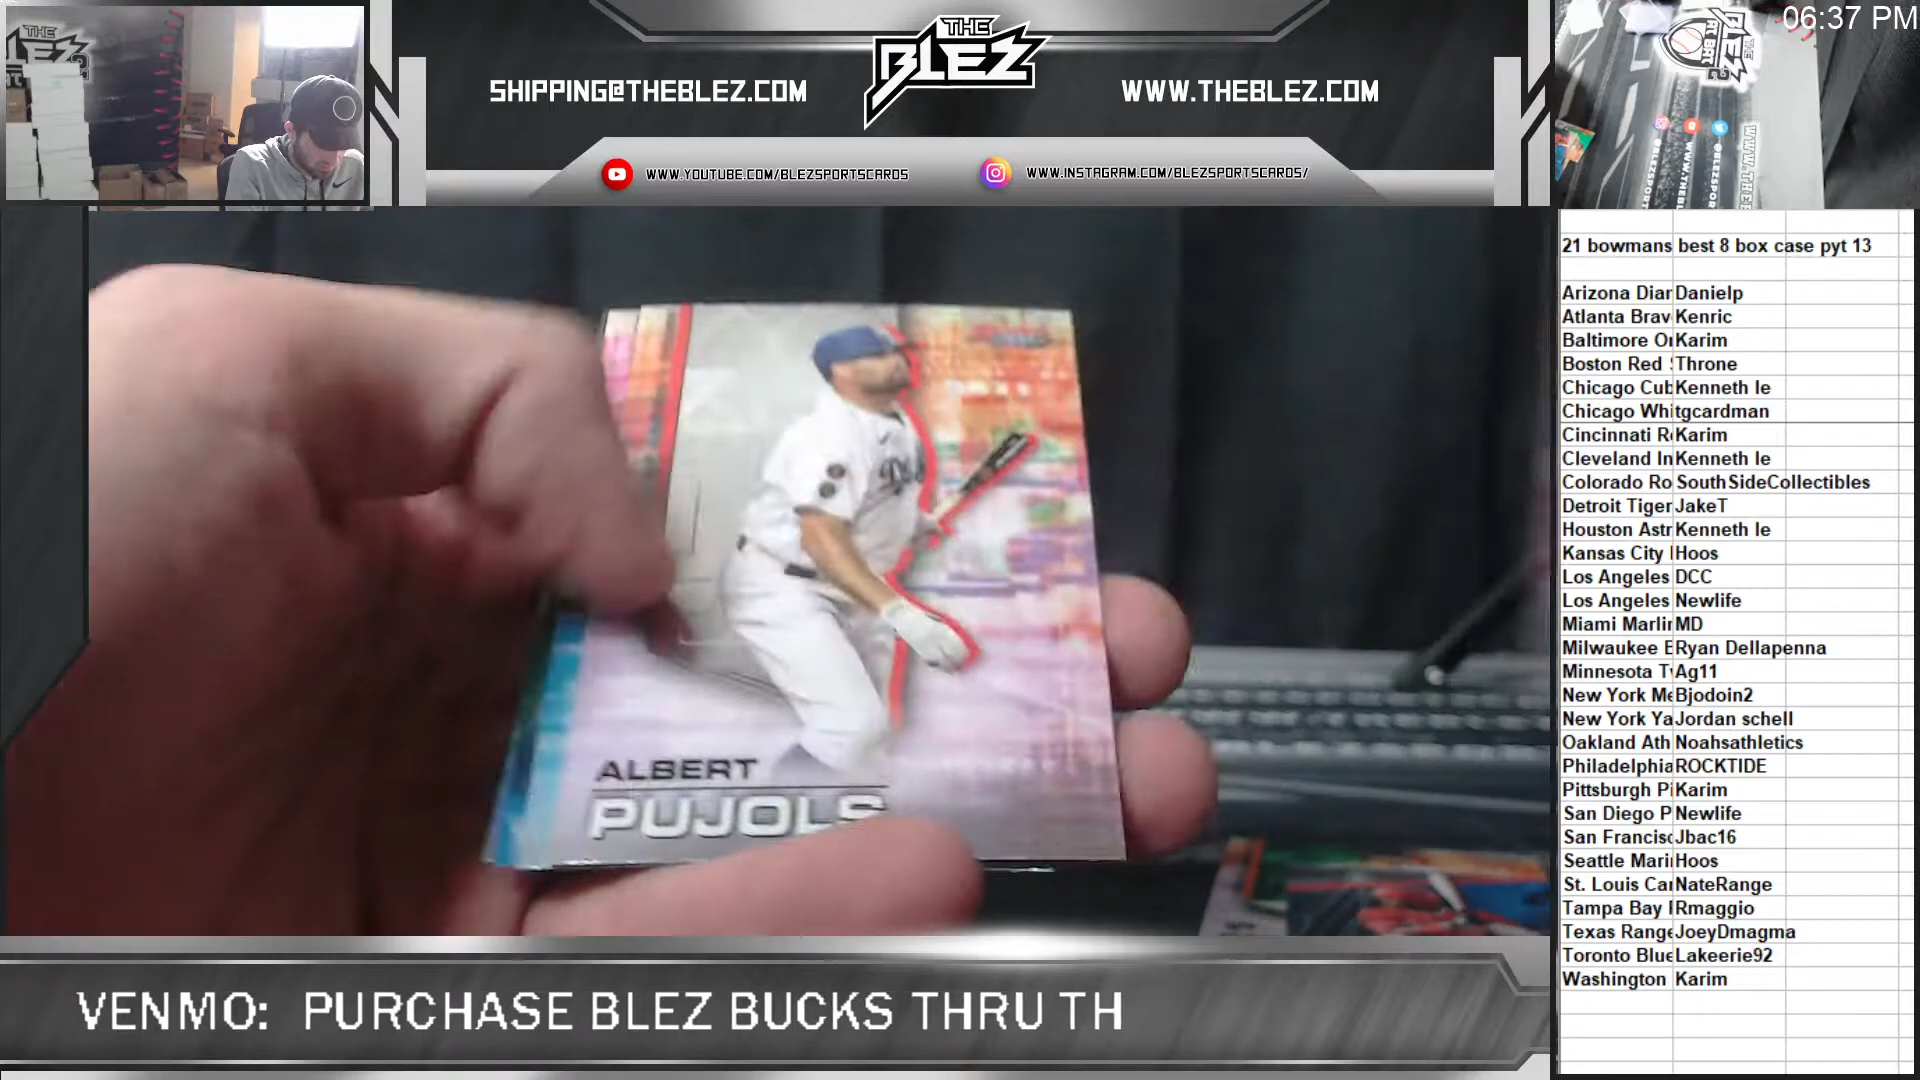 06:37 PM
THE
BLEZ
SHIPPING@THEBLEZ.COM
WWW.THEBLEZ.COM
WWW.YOUTUBE.COM/BLEZSPORTSCARDS
WWW.INSTAGRAM.COM/BLEZSPORTSCARDS/
21 bowmans best 8 box case pyt 13
Arizona Diar Danielp
Atlanta Brav Kenric
Baltimore Or Karim
Boston Red S Throne
Chicago Cub Kenneth le
Chicago Whi tgcardman
Cincinnati Re Karim
Cleveland In Kenneth le
Colorado Ro SouthSideCollectibles
Detroit Tiger JakeT
Houston Astr Kenneth le
Kansas City Hoos
Los Angeles DCC
Los Angeles Newlife
Miami Marlir MD
Milwaukee B Ryan Dellapenna
Minnesota Tw Ag11
New York Me Bjodoin2
New York Ya Jordan schell
Oakland Ath Noahsathletics
Philadelphia ROCKTIDE
Pittsburgh Pi Karim
San Diego P Newlife
San Francisc Jbac16
Seattle Mari Hoos
St. Louis Car NateRange
Tampa Bay Rmaggio
Texas Range JoeyDmagma
Toronto Blue Lakeerie92
Washington Karim
ALBERT
PUJOLS
VENMO: PURCHASE BLEZ BUCKS THRU TH